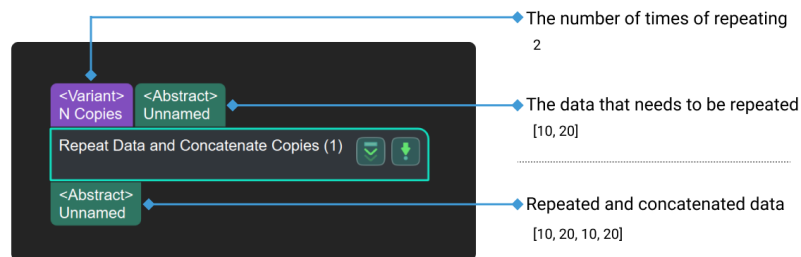 The number of times of repeating
2
<Variant>
N Copies
<Abstract>
Unnamed
The data that needs to be repeated
[10, 20]
Repeat Data and Concatenate Copies (1)
<Abstract>
Unnamed
Repeated and concatenated data
[10, 20, 10, 20]